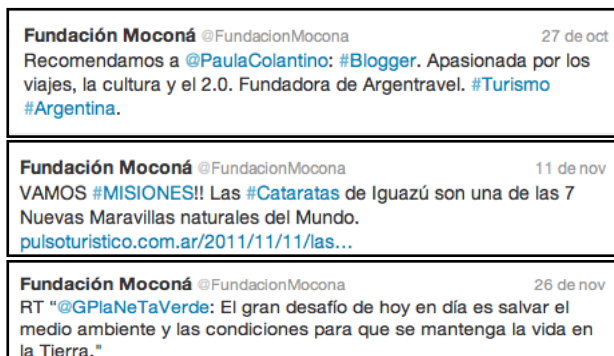 Fundación Moconá @FundacionMocona 27 de oct
Recomendamos a @PaulaColantino: #Blogger. Apasionada por los
viajes, la cultura y el 2.0. Fundadora de Argentravel. #Turismo
#Argentina.
Fundación Moconá @FundacionMocona 11 de nov
VAMOS #MISIONES!! Las #Cataratas de Iguazú son una de las 7
Nuevas Maravillas naturales del Mundo.
pulsoturistico.com.ar/2011/11/11/las...
Fundación Moconá @FundacionMocona 26 de nov
RT "@GPlaNeTaVerde: El gran desafío de hoy en día es salvar el
medio ambiente y las condiciones para que se mantenga la vida en
la Tierra."